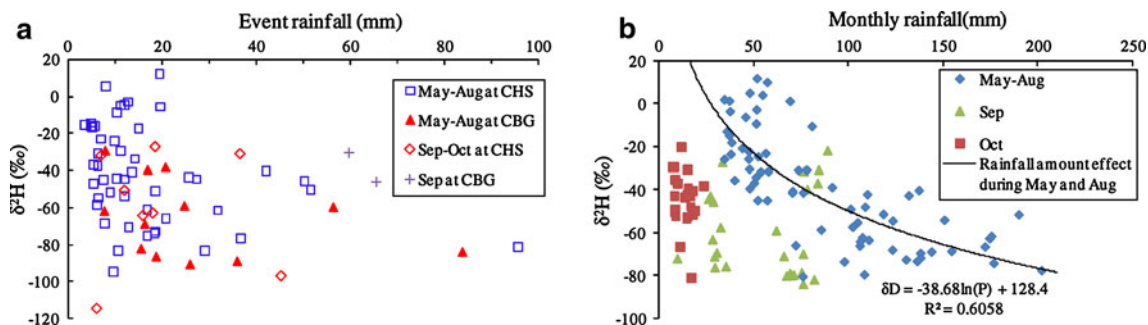 a
Event rainfall (mm)
0 20 40 60 80 100
20
0
-20
-40
-60
-80
-100
-120
δ²H (‰)
May-Aug at CHS
May-Aug at CBG
Sep-Oct at CHS
Sep at CBG
b
Monthly rainfall(mm)
0 50 100 150 200 250
20
0
-20
-40
-60
-80
-100
δ²H (‰)
May-Aug
Sep
Oct
Rainfall amount effect
during May and Aug
δD = -38.68ln(P) + 128.4
R² = 0.6058